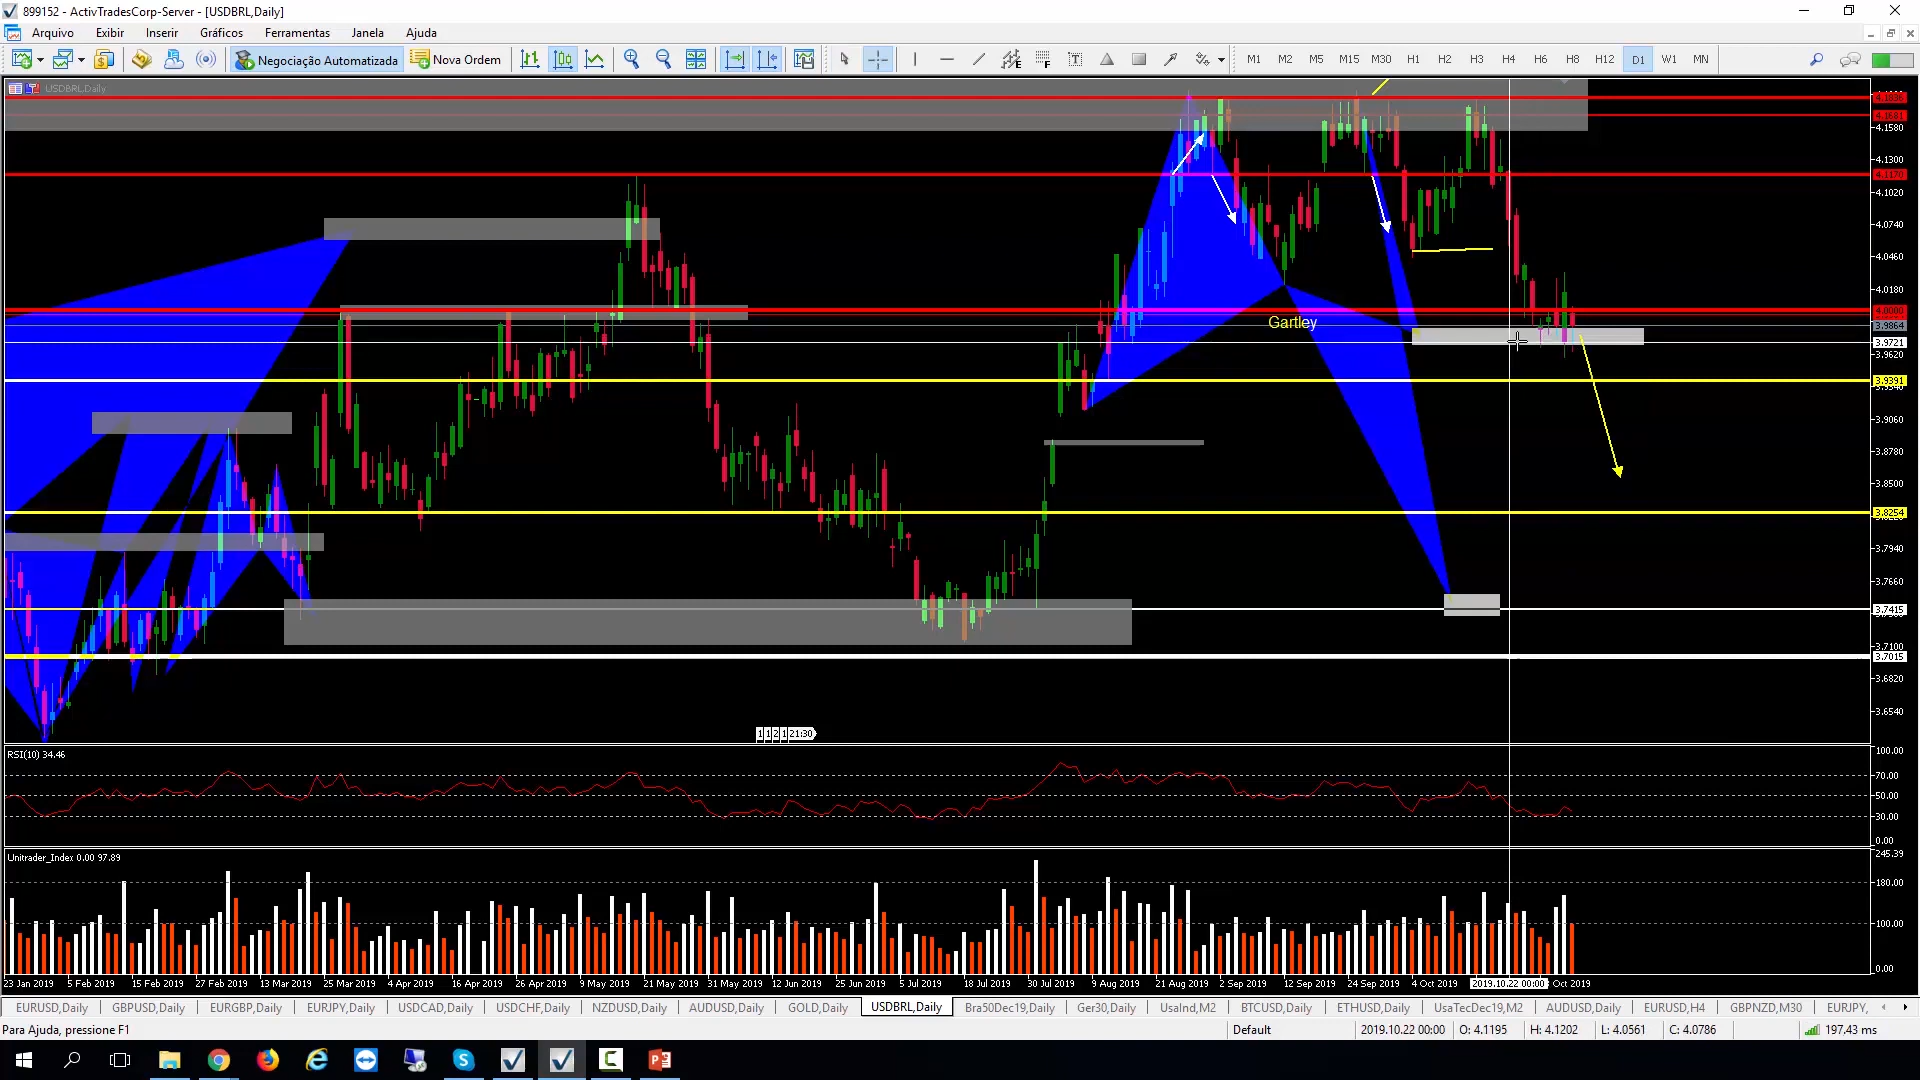 899152 - ActivTradesCorp-Server - [USDBRL,Daily]
Arquivo Exibir Inserir Gráficos Ferramentas Janela Ajuda
Negociação Automatizada Nova Ordem M1 M2 M5 M15 M30 H1 H2 H3 H4 H6 H8 H12 D1 W1 MN
USDBRL,Daily
4.1580
4.1300
4.1170
4.1020
4.0740
4.0460
4.0180
4.0000
Gartley
3.9864
3.9721
3.9620
3.9391
3.9060
3.8780
3.8500
3.8254
3.7940
3.7660
3.7415
3.7100
3.7015
3.6820
3.6540
1 1 2 1 21:30
RSI(10) 34.46
100.00
70.00
50.00
30.00
0.00
Unitrader_Index 0.00 97.89
245.39
180.00
100.00
0.00
23 Jan 2019 5 Feb 2019 15 Feb 2019 27 Feb 2019 13 Mar 2019 25 Mar 2019 4 Apr 2019 16 Apr 2019 26 Apr 2019 9 May 2019 21 May 2019 31 May 2019 12 Jun 2019 25 Jun 2019 5 Jul 2019 18 Jul 2019 30 Jul 2019 9 Aug 2019 21 Aug 2019 2 Sep 2019 12 Sep 2019 24 Sep 2019 4 Oct 2019 2019.10.22 00:00 Oct 2019
EURUSD,Daily GBPUSD,Daily EURGBP,Daily EURJPY,Daily USDCAD,Daily USDCHF,Daily NZDUSD,Daily AUDUSD,Daily GOLD,Daily USDBRL,Daily Bra50Dec19,Daily Ger30,Daily UsaInd,M2 BTCUSD,Daily ETHUSD,Daily UsaTecDec19,M2 AUDUSD,Daily EURUSD,H4 GBPNZD,M30 EURJPY,
Para Ajuda, pressione F1 Default 2019.10.22 00:00 O: 4.1195 H: 4.1202 L: 4.0561 C: 4.0786 197.43 ms